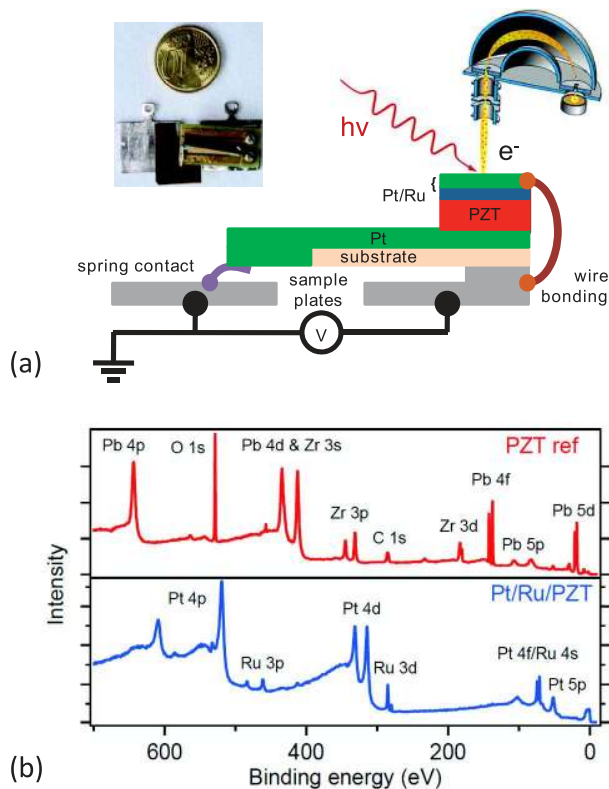 hν
e-
Pt/Ru
{
PZT
Pt
substrate
spring contact
sample
plates
wire
bonding
V
(a)
Pb 4p
O 1s
Pb 4d & Zr 3s
PZT ref
Pb 4f
Zr 3p
C 1s
Zr 3d
Pb 5p
Pb 5d
Intensity
Pt 4p
Pt/Ru/PZT
Pt 4d
Ru 3p
Ru 3d
Pt 4f/Ru 4s
Pt 5p
600
400
200
0
(b)
Binding energy (eV)